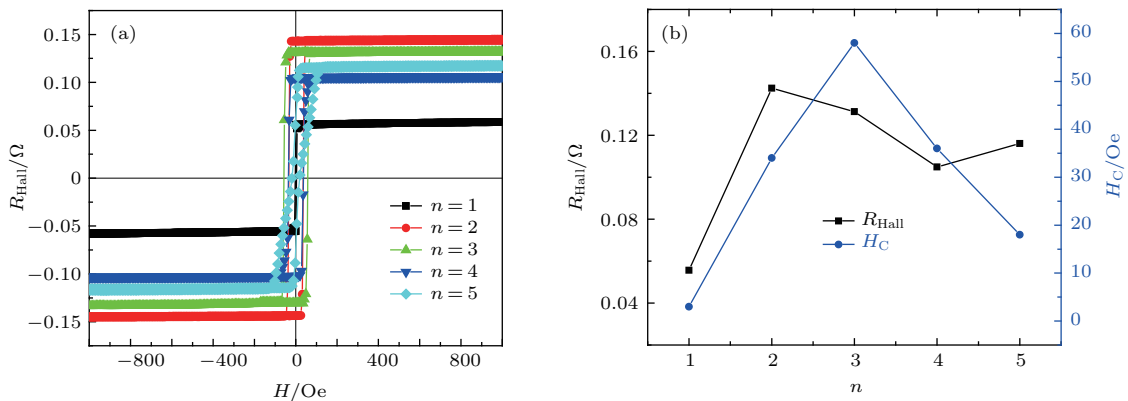 (a)
0.15
0.10
0.05
0
−0.05
−0.10
−0.15
R_Hall/Ω
−800
−400
0
400
800
H/Oe
n = 1
n = 2
n = 3
n = 4
n = 5
(b)
0.16
0.12
0.08
0.04
R_Hall/Ω
1
2
3
4
5
n
R_Hall
H_C
60
50
40
30
20
10
0
H_C/Oe